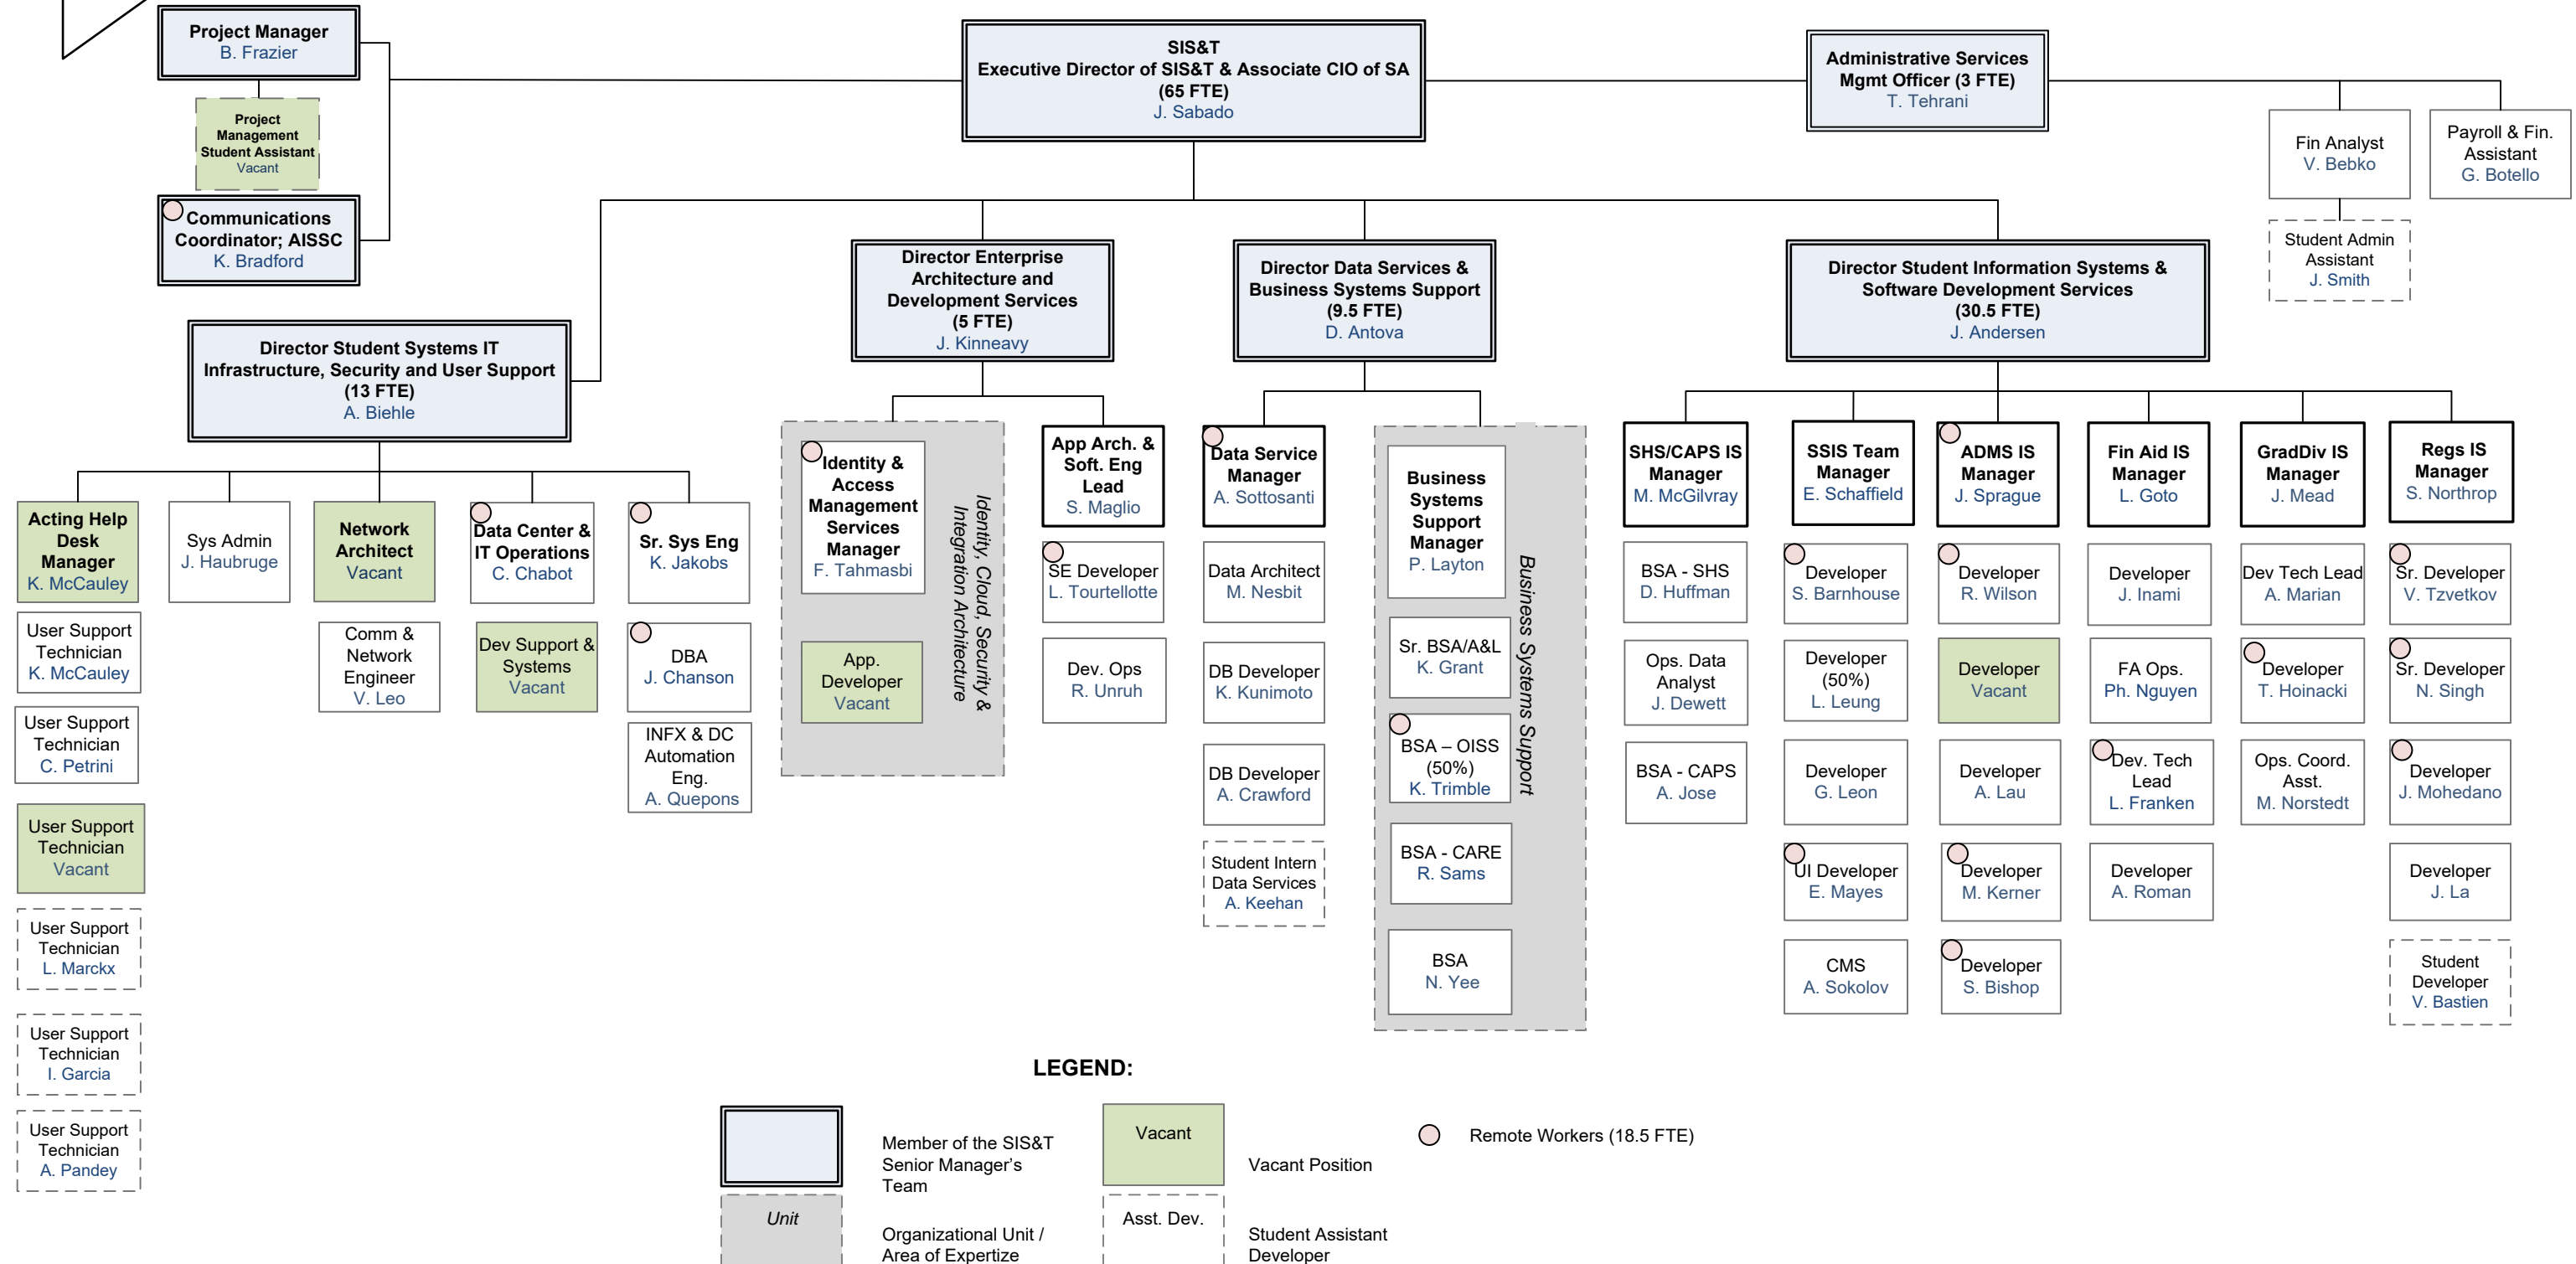 Project Manager
B. Frazier
Project
Management
Student Assistant
Vacant
Communications
Coordinator; AISSC
K. Bradford
SIS&T
Executive Director of SIS&T & Associate CIO of SA
(65 FTE)
J. Sabado
Administrative Services
Mgmt Officer (3 FTE)
T. Tehrani
Fin Analyst
V. Bebko
Payroll & Fin.
Assistant
G. Botello
Student Admin
Assistant
J. Smith
Director Student Systems IT
Infrastructure, Security and User Support
(13 FTE)
A. Biehle
Director Enterprise
Architecture and
Development Services
(5 FTE)
J. Kinneavy
Director Data Services &
Business Systems Support
(9.5 FTE)
D. Antova
Director Student Information Systems &
Software Development Services
(30.5 FTE)
J. Andersen
Acting Help
Desk
Manager
K. McCauley
User Support
Technician
K. McCauley
User Support
Technician
C. Petrini
User Support
Technician
Vacant
User Support
Technician
L. Marckx
User Support
Technician
I. Garcia
User Support
Technician
A. Pandey
Sys Admin
J. Haubruge
Network
Architect
Vacant
Comm &
Network
Engineer
V. Leo
Data Center &
IT Operations
C. Chabot
Dev Support &
Systems
Vacant
Sr. Sys Eng
K. Jakobs
DBA
J. Chanson
INFX & DC
Automation
Eng.
A. Quepons
Identity &
Access
Management
Services
Manager
F. Tahmasbi
App.
Developer
Vacant
Identity, Cloud, Security &
Integration Architecture
App Arch. &
Soft. Eng
Lead
S. Maglio
SE Developer
L. Tourtellotte
Dev. Ops
R. Unruh
Data Service
Manager
A. Sottosanti
Data Architect
M. Nesbit
DB Developer
K. Kunimoto
DB Developer
A. Crawford
Student Intern
Data Services
A. Keehan
Business
Systems
Support
Manager
P. Layton
Sr. BSA/A&L
K. Grant
BSA – OISS
(50%)
K. Trimble
BSA - CARE
R. Sams
BSA
N. Yee
Business Systems Support
SHS/CAPS IS
Manager
M. McGilvray
BSA - SHS
D. Huffman
Ops. Data
Analyst
J. Dewett
BSA - CAPS
A. Jose
SSIS Team
Manager
E. Schaffield
Developer
S. Barnhouse
Developer
(50%)
L. Leung
Developer
G. Leon
UI Developer
E. Mayes
CMS
A. Sokolov
ADMS IS
Manager
J. Sprague
Developer
R. Wilson
Developer
Vacant
Developer
A. Lau
Developer
M. Kerner
Developer
S. Bishop
Fin Aid IS
Manager
L. Goto
Developer
J. Inami
FA Ops.
Ph. Nguyen
Dev. Tech
Lead
L. Franken
Developer
A. Roman
GradDiv IS
Manager
J. Mead
Dev Tech Lead
A. Marian
Developer
T. Hoinacki
Ops. Coord.
Asst.
M. Norstedt
Regs IS
Manager
S. Northrop
Sr. Developer
V. Tzvetkov
Sr. Developer
N. Singh
Developer
J. Mohedano
Developer
J. La
Student
Developer
V. Bastien
LEGEND:
Member of the SIS&T
Senior Manager's
Team
Vacant
Vacant Position
Remote Workers (18.5 FTE)
Unit
Organizational Unit /
Area of Expertize
Asst. Dev.
Student Assistant
Developer